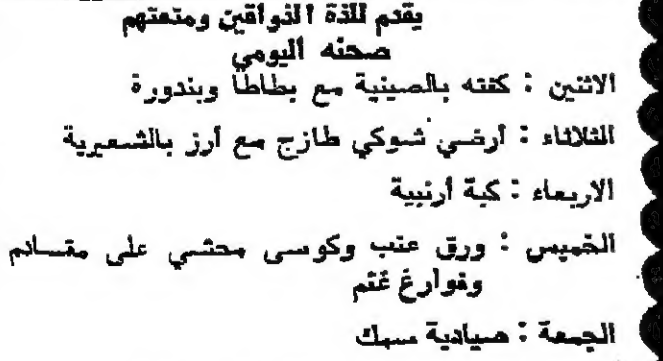 يقدم للذة الذواقين ومتعتهم
صحنه اليومي
الاثنين : كفته بالصينية مع بطاطا وبندورة
الثلاثاء : أرضي شوكي طازج مع أرز بالشعيرية
الاربعاء : كبة أرنبية
الخميس : ورق عنب وكوسى محشي على مقادم
وفوارغ غنم
الجمعة : صيادية سمك